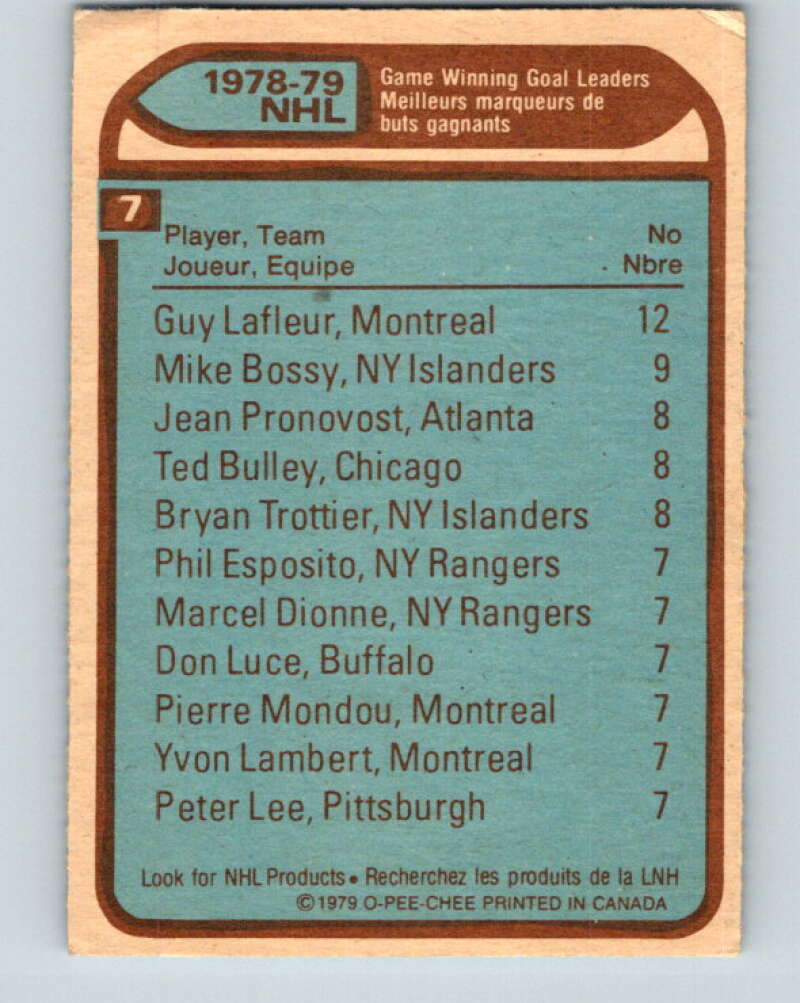 1978-79
NHL
Game Winning Goal Leaders
Meilleurs marqueurs de
buts gagnants
7
Player, Team No
Joueur, Equipe Nbre
Guy Lafleur, Montreal 12
Mike Bossy, NY Islanders 9
Jean Pronovost, Atlanta 8
Ted Bulley, Chicago 8
Bryan Trottier, NY Islanders 8
Phil Esposito, NY Rangers 7
Marcel Dionne, NY Rangers 7
Don Luce, Buffalo 7
Pierre Mondou, Montreal 7
Yvon Lambert, Montreal 7
Peter Lee, Pittsburgh 7
Look for NHL Products • Recherchez les produits de la LNH
©1979 O-PEE-CHEE PRINTED IN CANADA